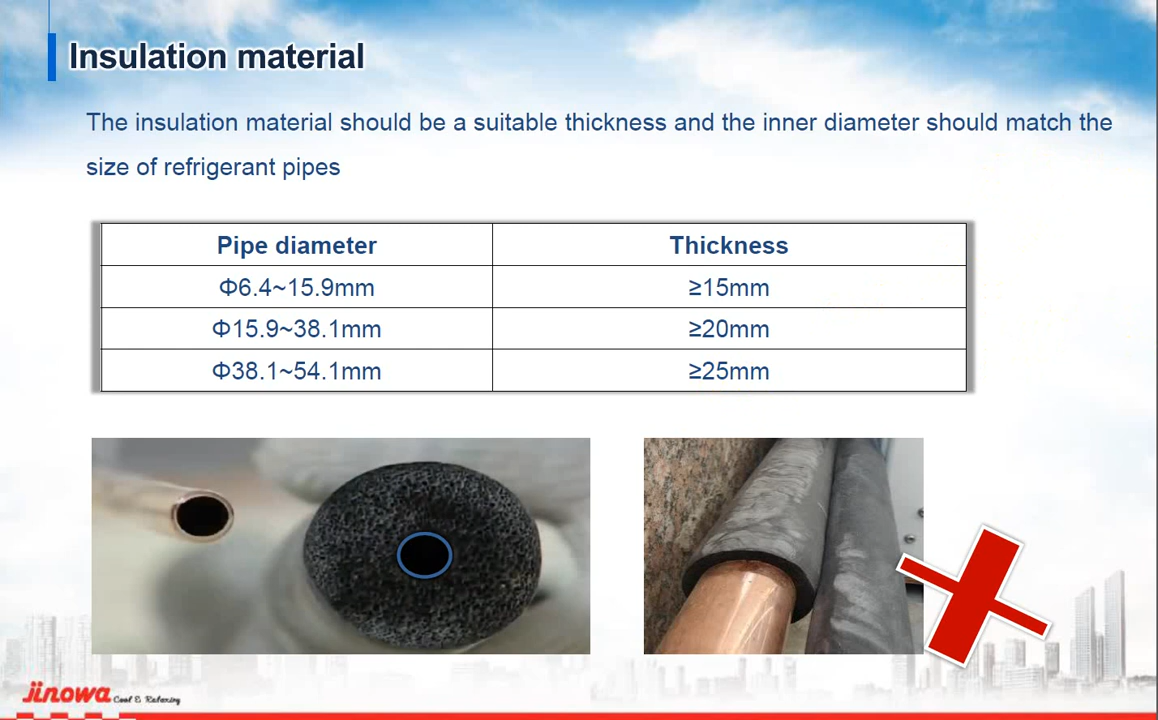 Insulation material
The insulation material should be a suitable thickness and the inner diameter should match the
size of refrigerant pipes
Pipe diameter Thickness
Φ6.4~15.9mm ≥15mm
Φ15.9~38.1mm ≥20mm
Φ38.1~54.1mm ≥25mm
jinowa Cool & Relaxing